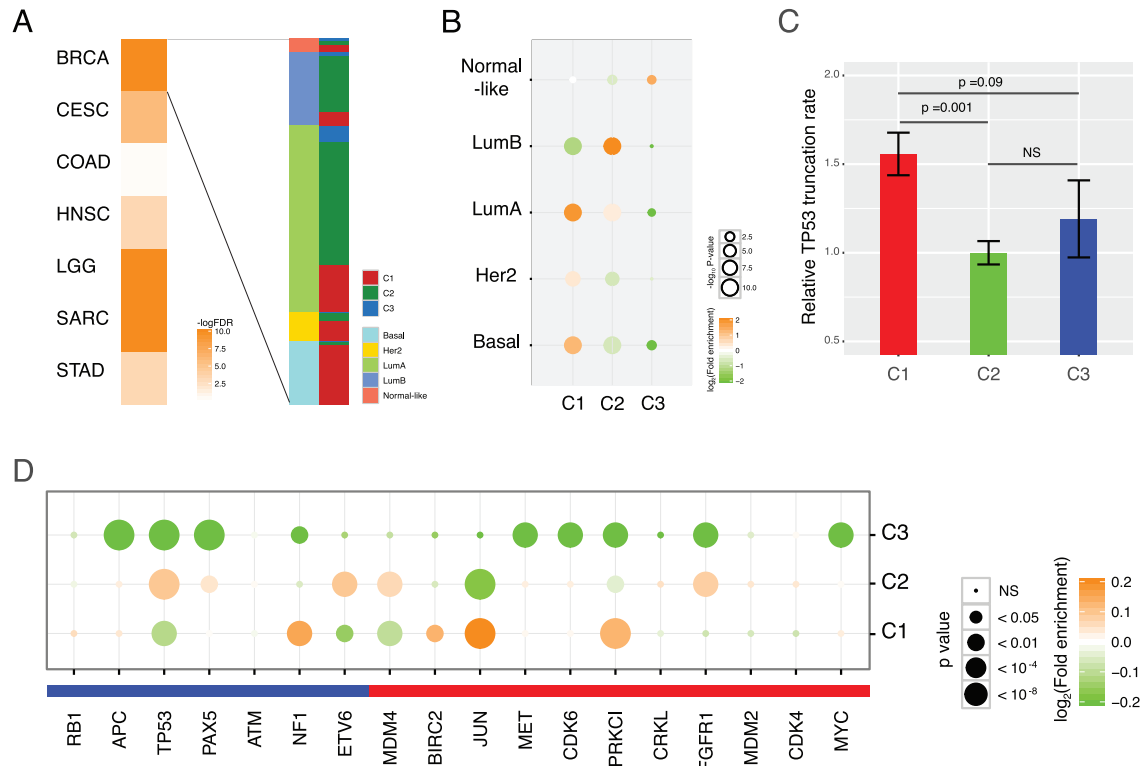 A
BRCA
CESC
COAD
HNSC
LGG
SARC
STAD
-logFDR
10.0
7.5
5.0
2.5
C1
C2
C3
Basal
Her2
LumA
LumB
Normal-like
B
Normal
-like
LumB
LumA
Her2
Basal
C1
C2
C3
-log10 P-value
2.5
5.0
7.5
10.0
log2(Fold enrichment)
2
1
0
−1
−2
C
Relative TP53 truncation rate
2.0
1.5
1.0
0.5
p =0.09
p =0.001
NS
C1
C2
C3
D
C3
C2
C1
RB1
APC
TP53
PAX5
ATM
NF1
ETV6
MDM4
BIRC2
JUN
MET
CDK6
PRKCI
CRKL
FGFR1
MDM2
CDK4
MYC
p value
NS
< 0.05
< 0.01
< 10⁻⁴
< 10⁻⁸
log2(Fold enrichment)
0.2
0.1
0.0
−0.1
−0.2